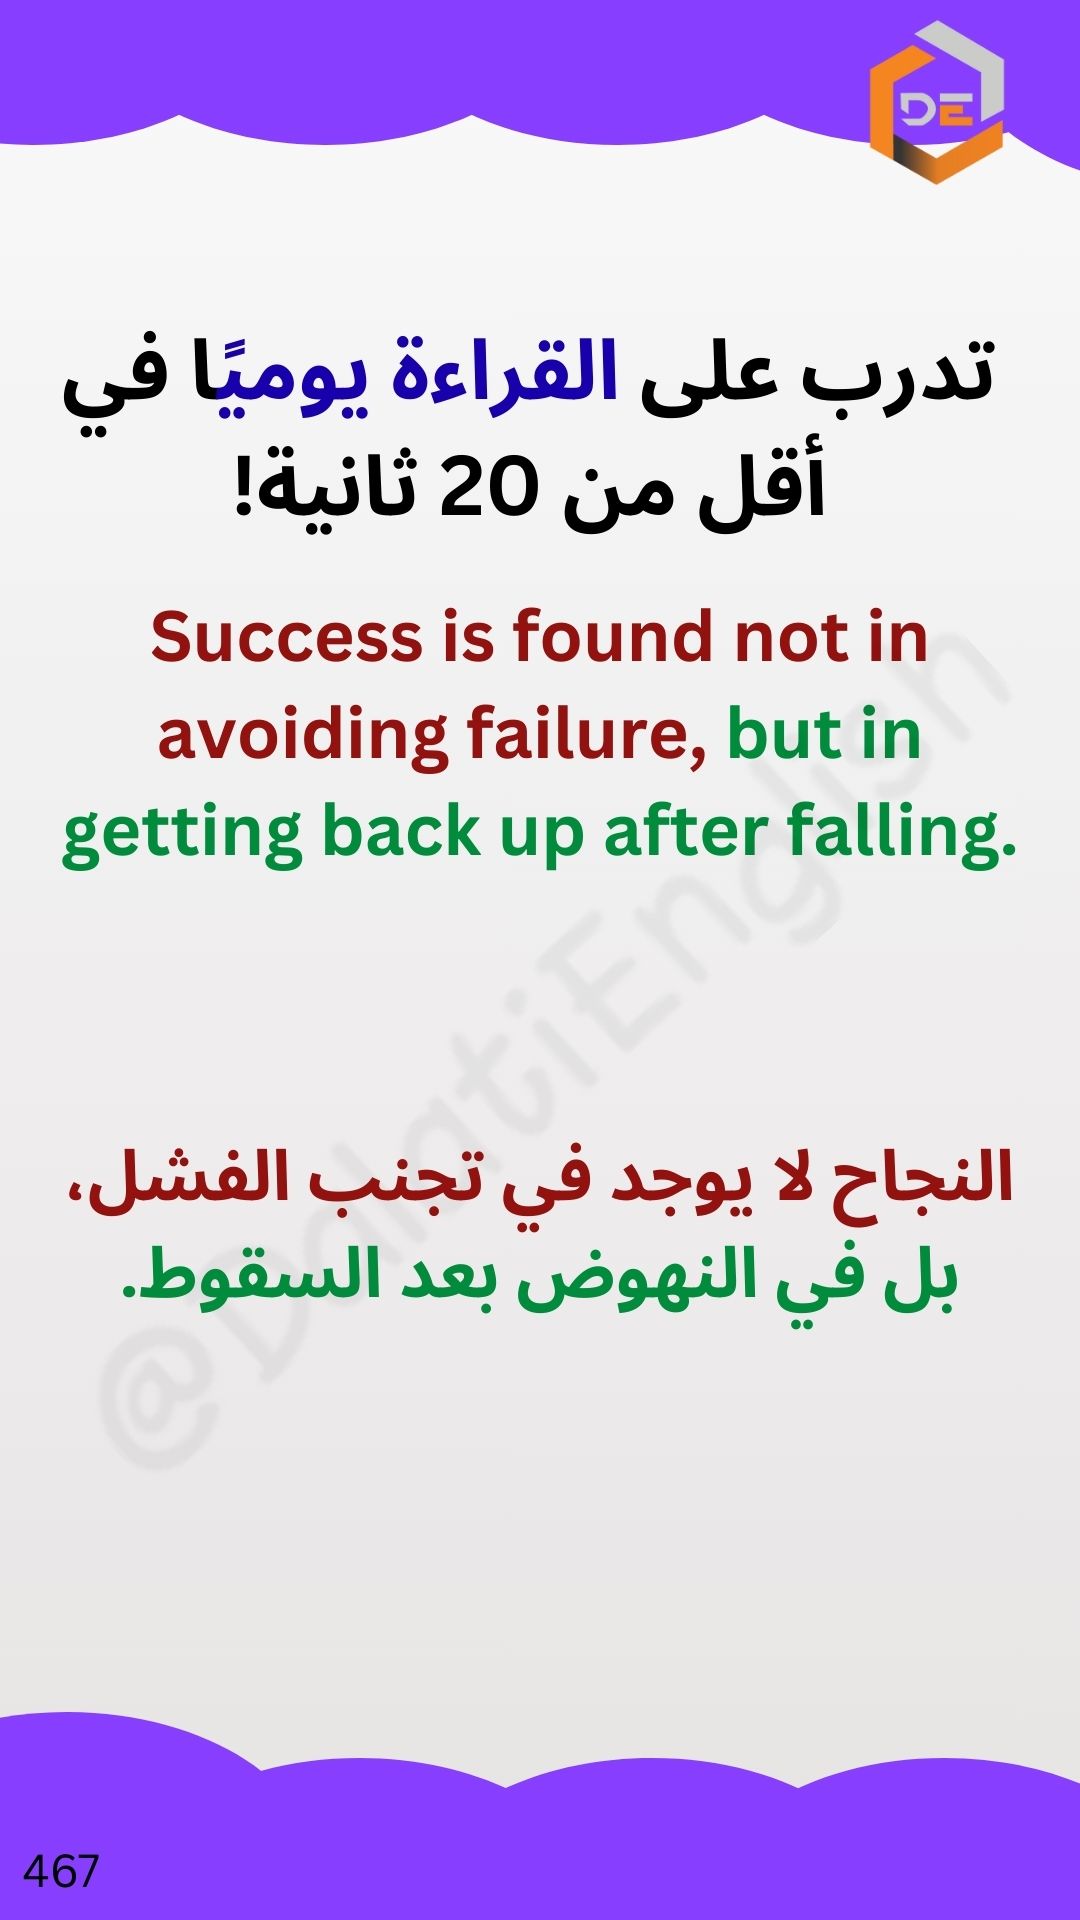 DE
تدرب على القراءة يوميًا في
أقل من 20 ثانية!
Success is found not in
avoiding failure, but in
getting back up after falling.
@DdatiEnglish
النجاح لا يوجد في تجنب الفشل،
بل في النهوض بعد السقوط.
467